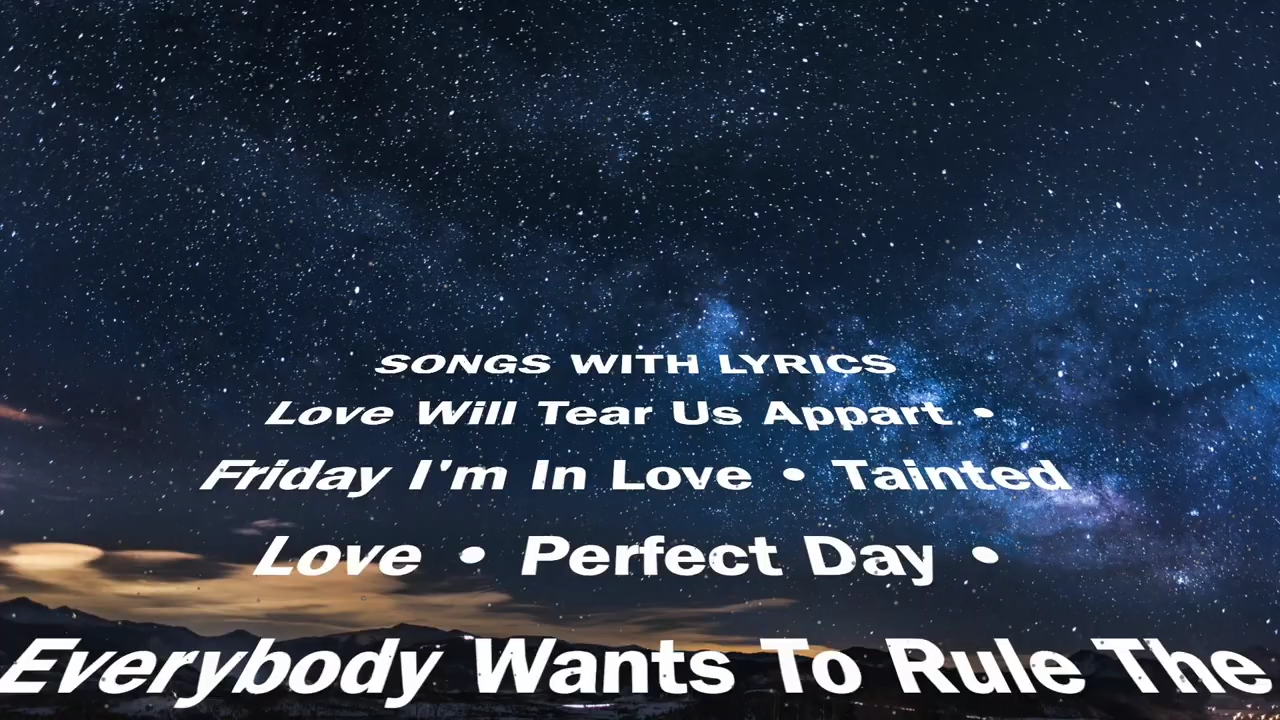 SONGS WITH LYRICS
Love Will Tear Us Appart •
Friday I'm In Love • Tainted
Love • Perfect Day •
Everybody Wants To Rule The